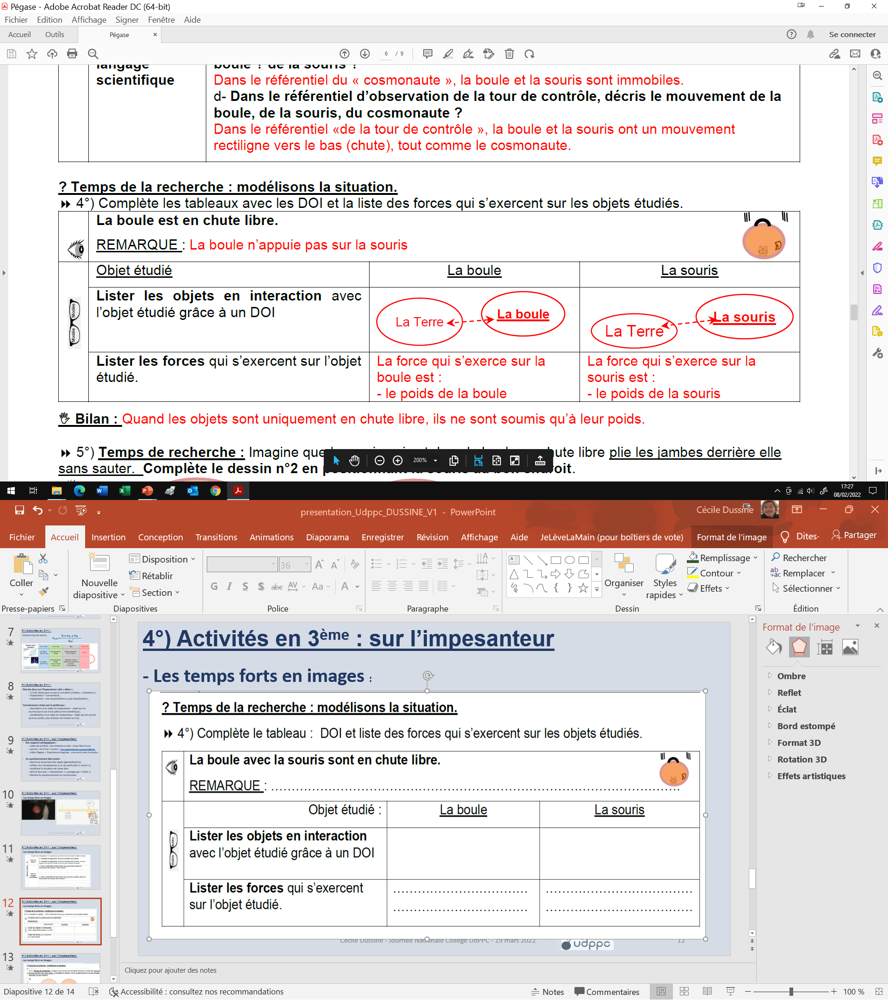 Pégase - Adobe Acrobat Reader DC (64-bit)
Fichier Edition Affichage Signer Fenêtre Aide
Accueil Outils Pégase × Se connecter
6 / 9
langage
scientifique
boule ? de la souris ?
Dans le référentiel du « cosmonaute », la boule et la souris sont immobiles.
d- Dans le référentiel d’observation de la tour de contrôle, décris le mouvement de la
boule, de la souris, du cosmonaute ?
Dans le référentiel «de la tour de contrôle », la boule et la souris ont un mouvement
rectiligne vers le bas (chute), tout comme le cosmonaute.
? Temps de la recherche : modélisons la situation.
4°) Complète les tableaux avec les DOI et la liste des forces qui s’exercent sur les objets étudiés.
La boule est en chute libre.
REMARQUE : La boule n’appuie pas sur la souris
Objet étudié La boule La souris
Modèle Modèle
Lister les objets en interaction avec
l’objet étudié grâce à un DOI
La Terre La boule
La Terre La souris
Lister les forces qui s’exercent sur l’objet
étudié.
La force qui s’exerce sur la
boule est :
- le poids de la boule
La force qui s’exerce sur la
souris est :
- le poids de la souris
Bilan : Quand les objets sont uniquement en chute libre, ils ne sont soumis qu’à leur poids.
5°) Temps de recherche : Imagine que hute libre plie les jambes derrière elle
sans sauter. Complète le dessin n°2 en
200%
17:27
08/02/2022
presentation_Udppc_DUSSINE_V1 - PowerPoint
Cécile Dussine
Fichier Accueil Insertion Conception Transitions Animations Diaporama Enregistrer Révision Affichage Aide JeLèveLaMain (pour boîtiers de vote) Format de l'image Dites- Partager
Coller
Nouvelle
diapositive
Disposition
Rétablir
Section
36
G I S S abc AV Aa A
Organiser
Styles
rapides
Remplissage
Contour
Effets
Rechercher
Remplacer
Sélectionner
Presse-papiers Diapositives Police Paragraphe Dessin Édition
7
8
9
10
11
12
13
4°) Activités en 3ème : sur l’impesanteur
- Les temps forts en images :
? Temps de la recherche : modélisons la situation.
4°) Complète le tableau : DOI et liste des forces qui s’exercent sur les objets étudiés.
La boule avec la souris sont en chute libre.
REMARQUE : ……………………………………………………………………………………
Objet étudié : La boule La souris
Modèle Modèle
Lister les objets en interaction
avec l’objet étudié grâce à un DOI
Lister les forces qui s’exercent
sur l’objet étudié.
…………………………… ………………………………
…………………………… ………………………………
Cécile Dussine - Journée Nationale Collège UdPPC - 19 mars 2022
udppc
12
Format de l'image
Ombre
Reflet
Éclat
Bord estompé
Format 3D
Rotation 3D
Effets artistiques
Cliquez pour ajouter des notes
Diapositive 12 de 14 Accessibilité : consultez nos recommandations Notes Commentaires 100 %